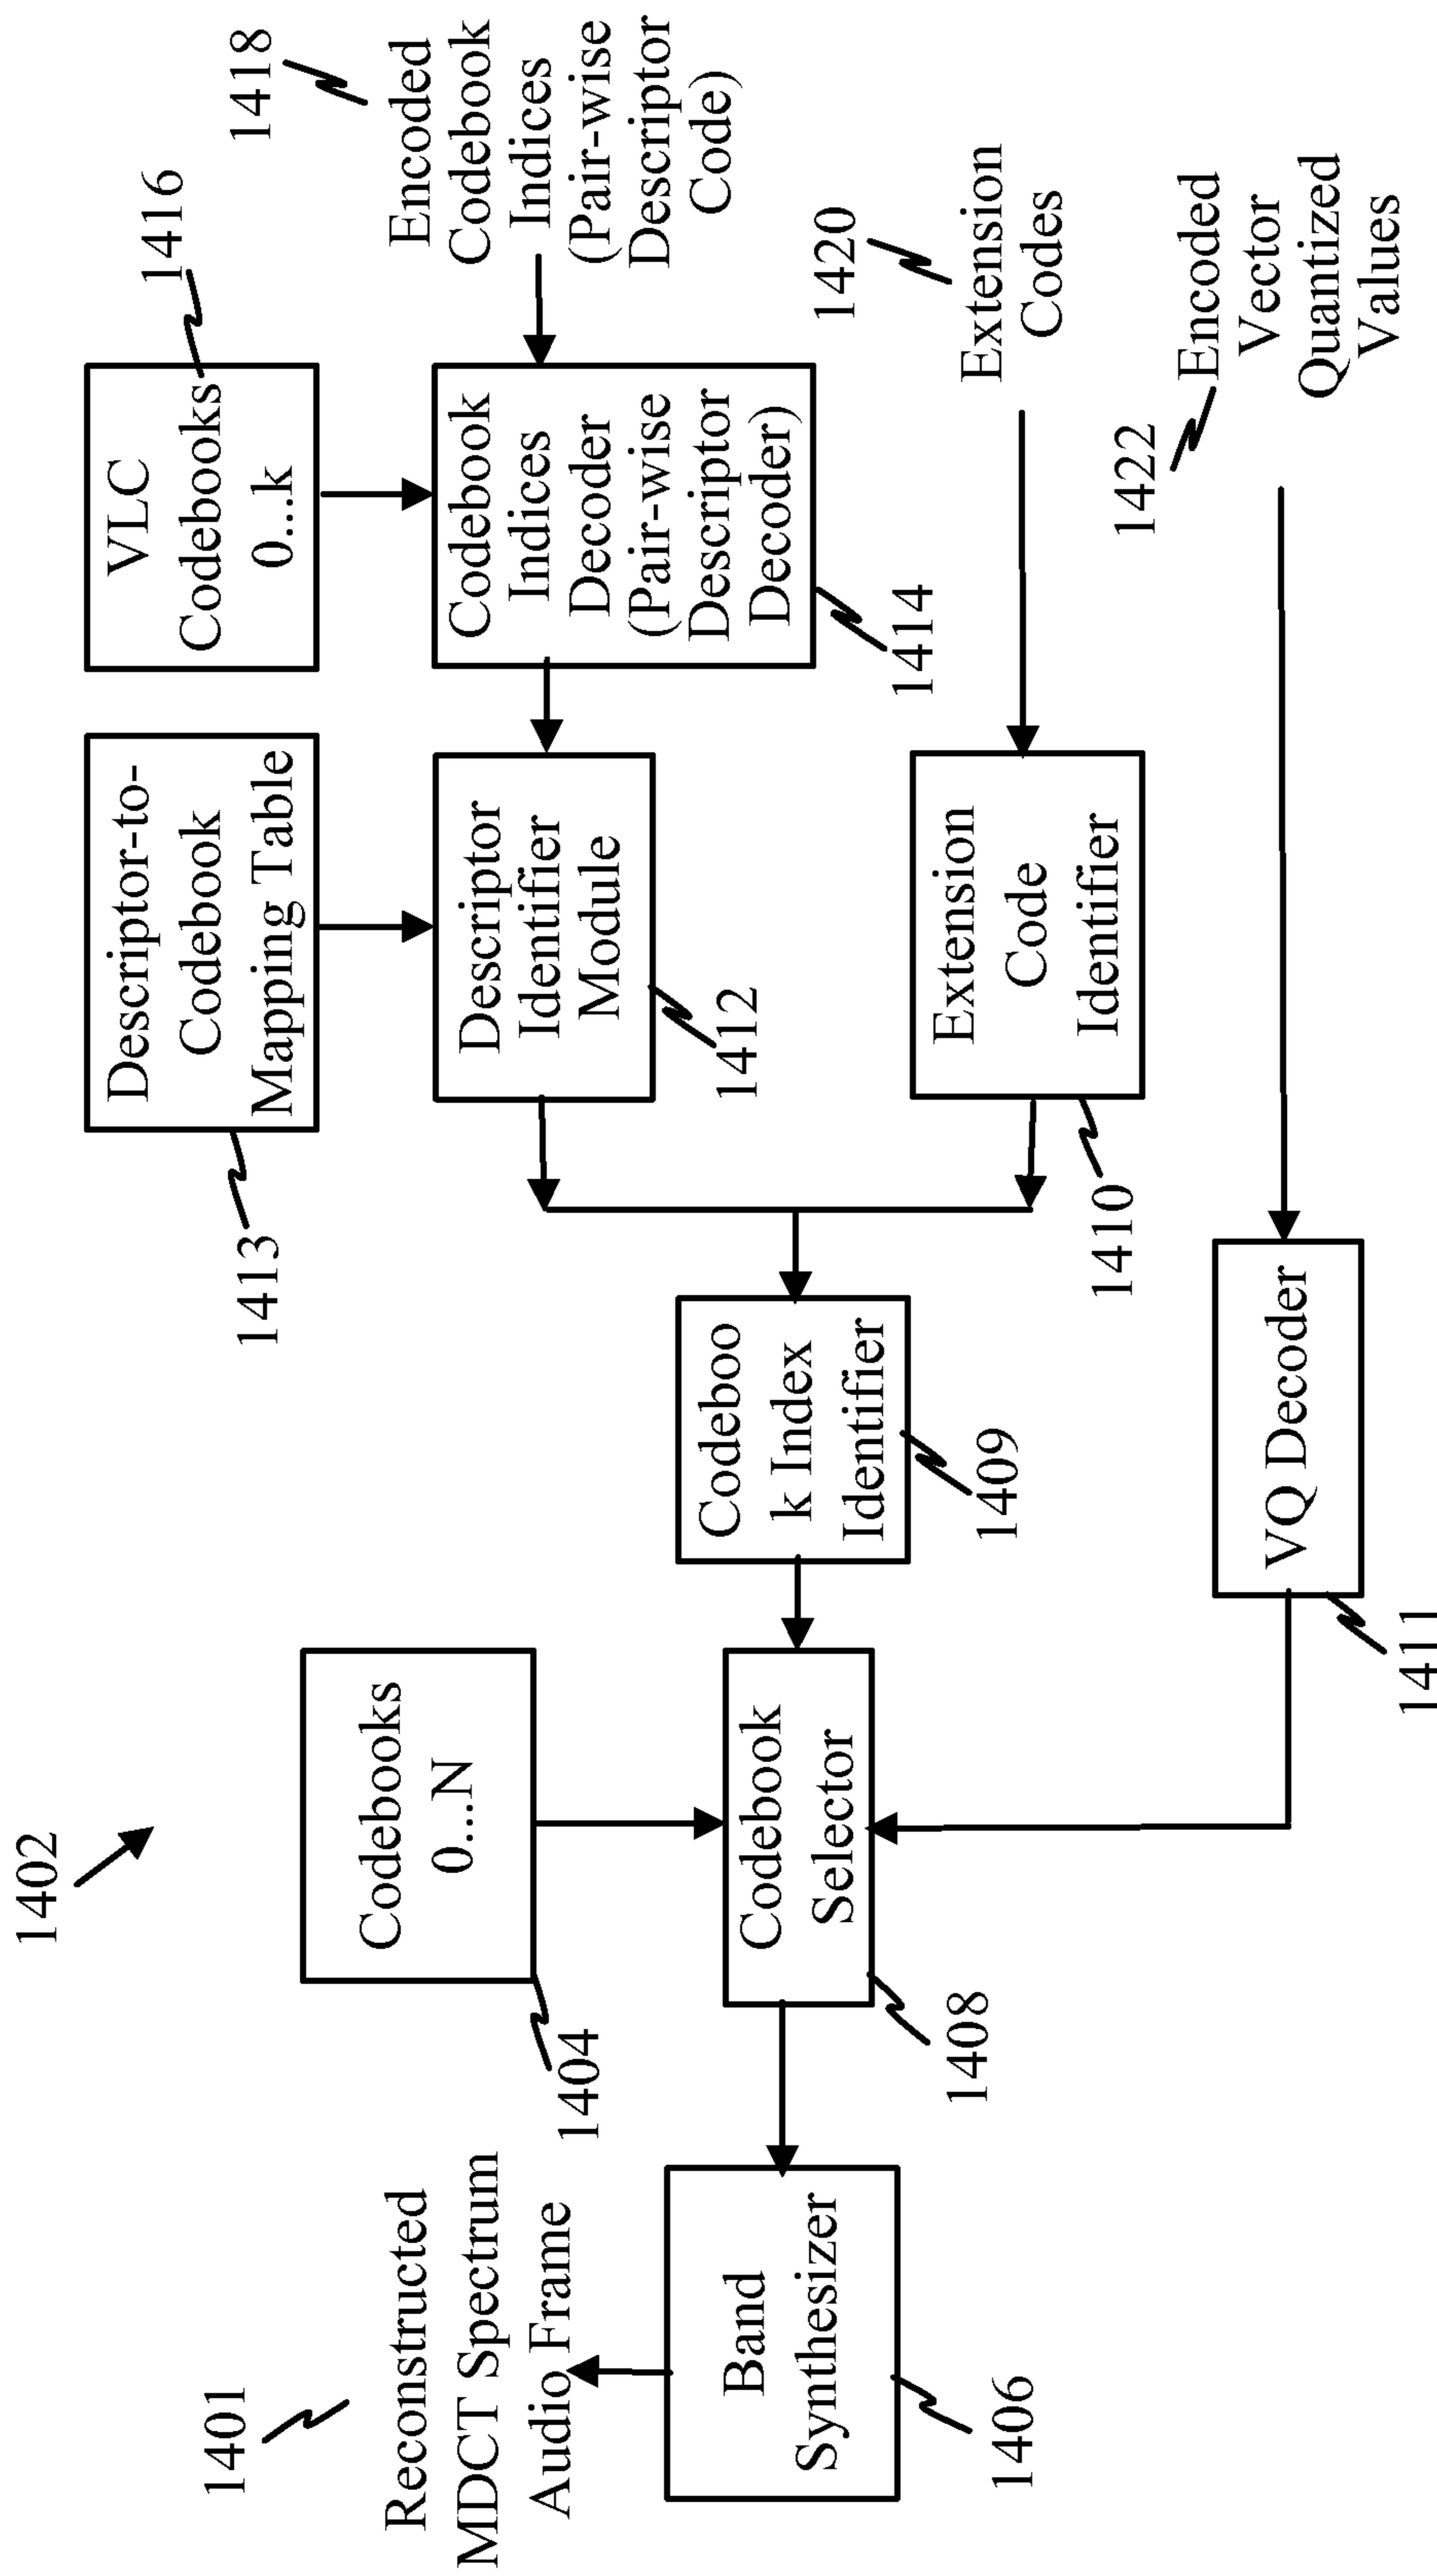 1402
1401
Reconstructed
MDCT Spectrum
Audio Frame
Band
Synthesizer
1406
Codebooks
0...N
1404
Codebook
Selector
1408
Codeboo
k Index
Identifier
1409
VQ Decoder
1411
Descriptor-to-
Codebook
Mapping Table
1413
Descriptor
Identifier
Module
1412
Extension
Code
Identifier
1410
VLC
Codebooks
0...k
1416
Codebook
Indices
Decoder
(Pair-wise
Descriptor
Decoder)
1414
1418
Encoded
Codebook
Indices
(Pair-wise
Descriptor
Code)
1420
Extension
Codes
1422
Encoded
Vector
Quantized
Values